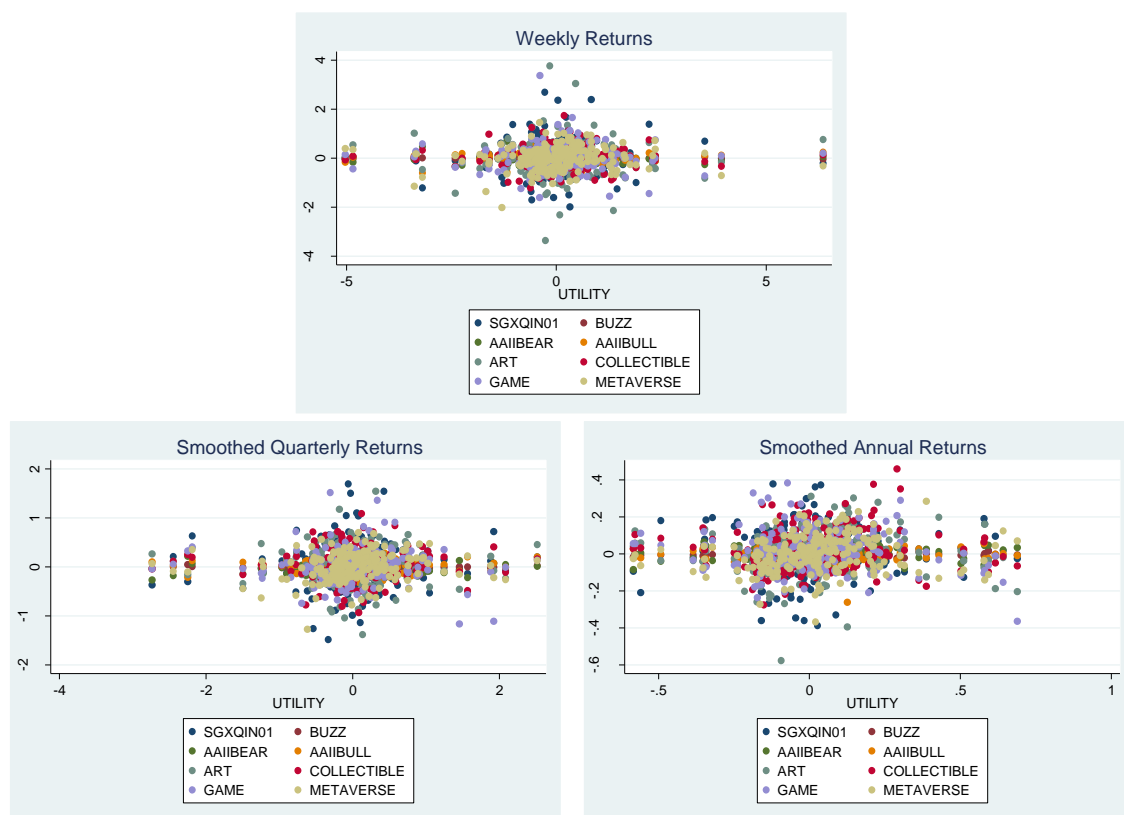 Weekly Returns
4
2
0
-2
-4
-5 0 5
UTILITY
SGXQIN01 BUZZ
AAIIBEAR AAIIBULL
ART COLLECTIBLE
GAME METAVERSE
Smoothed Quarterly Returns
2
1
0
-1
-2
-4 -2 0 2
UTILITY
SGXQIN01 BUZZ
AAIIBEAR AAIIBULL
ART COLLECTIBLE
GAME METAVERSE
Smoothed Annual Returns
.4
.2
0
-.2
-.4
-.6
-.5 0 .5 1
UTILITY
SGXQIN01 BUZZ
AAIIBEAR AAIIBULL
ART COLLECTIBLE
GAME METAVERSE